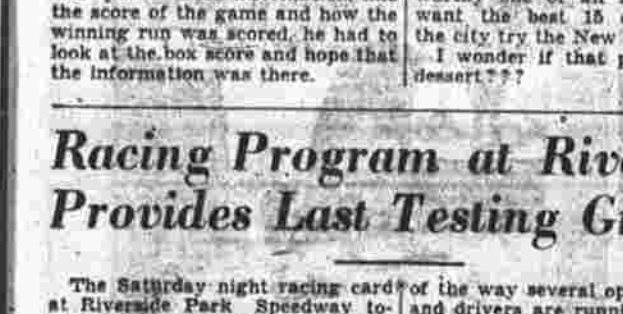 the score of the game and how the
winning run was scored, he had to
look at the box score and hope that
the information was there.
want the best 15
the city try the New
I wonder if that
dessert???
Racing Program at
Provides Last Testing
The Saturday night racing card
at Riverside Park Speedway to-
of the way several
and drivers are